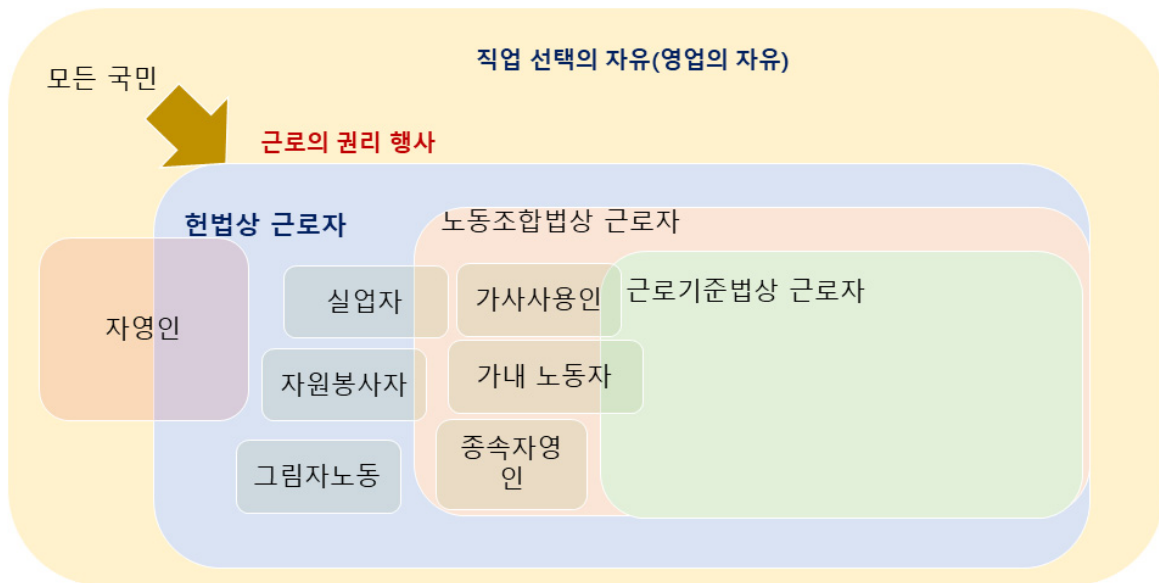 직업 선택의 자유(영업의 자유)
모든 국민
근로의 권리 행사
헌법상 근로자
노동조합법상 근로자
근로기준법상 근로자
자영인
실업자
가사사용인
자원봉사자
가내 노동자
그림자노동
종속자영
인